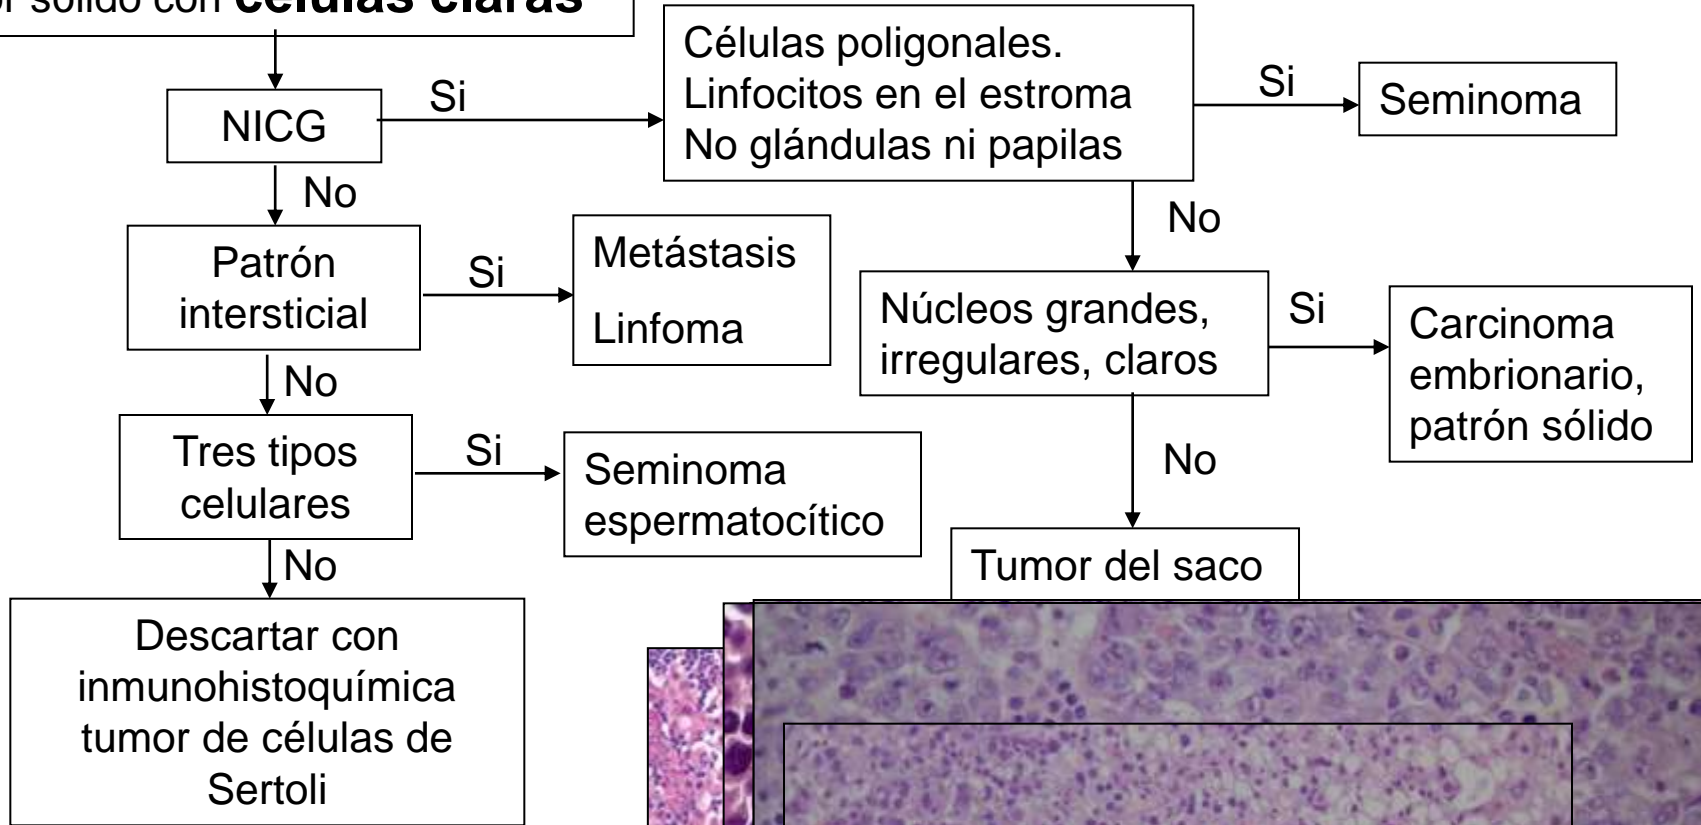 sólido con células claras
NICG
Si
Células poligonales.
Linfocitos en el estroma
No glándulas ni papilas
Si
Seminoma
No
Patrón
intersticial
Si
Metástasis
Linfoma
No
Núcleos grandes,
irregulares, claros
Si
Carcinoma
embrionario,
patrón sólido
No
Tres tipos
celulares
Si
Seminoma
espermatocítico
No
Tumor del saco
No
Descartar con
inmunohistoquímica
tumor de células de
Sertoli